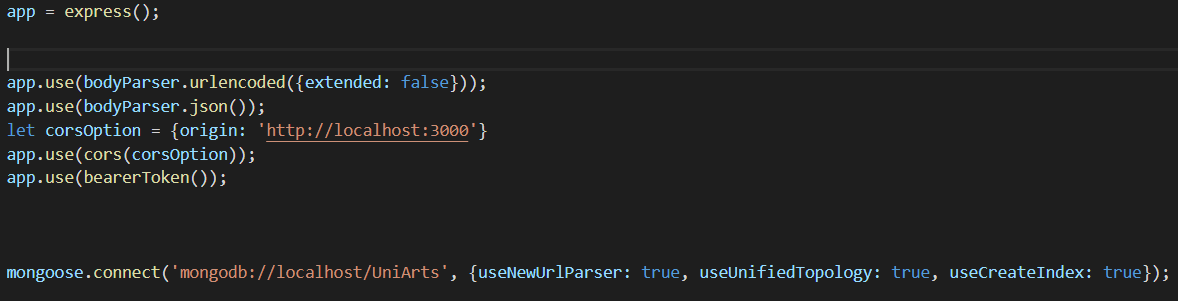 app = express();
app.use(bodyParser.urlencoded({extended: false}));
app.use(bodyParser.json());
let corsOption = {origin: 'http://localhost:3000'}
app.use(cors(corsOption));
app.use(bearerToken());
mongoose.connect('mongodb://localhost/UniArts', {useNewUrlParser: true, useUnifiedTopology: true, useCreateIndex: true});